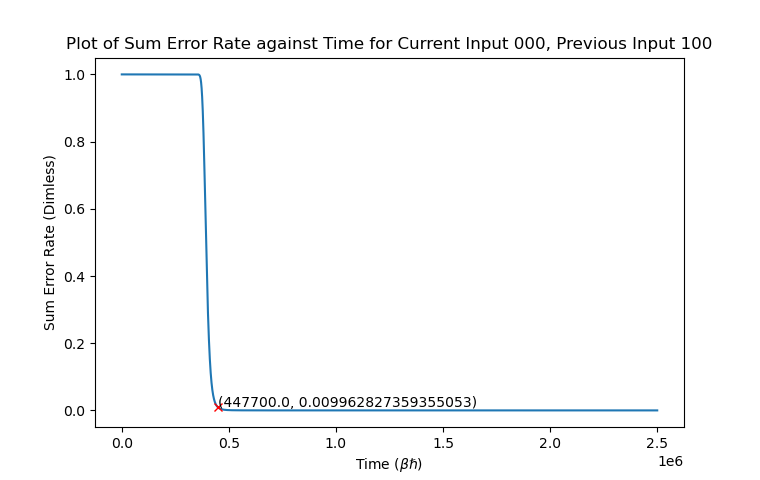 Plot of Sum Error Rate against Time for Current Input 000, Previous Input 100
1.0
0.8
0.6
0.4
0.2
0.0
Sum Error Rate (Dimless)
(447700.0, 0.009962827359355053)
0.0 0.5 1.0 1.5 2.0 2.5
1e6
Time (βħ)